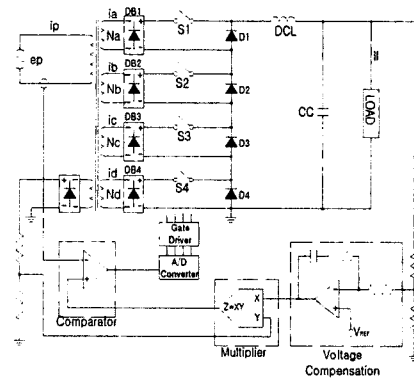 ip
ia
DB1
S1
DCL
ep
Na
D1
ib
DB2
S2
Nb
D2
ic
DB3
S3
CC
LOAD
Nc
D3
id
DB4
S4
Nd
D4
Gate
Driver
A/D
Converter
Z=XY
X
Y
Comparator
Multiplier
VREF
Voltage
Compensation